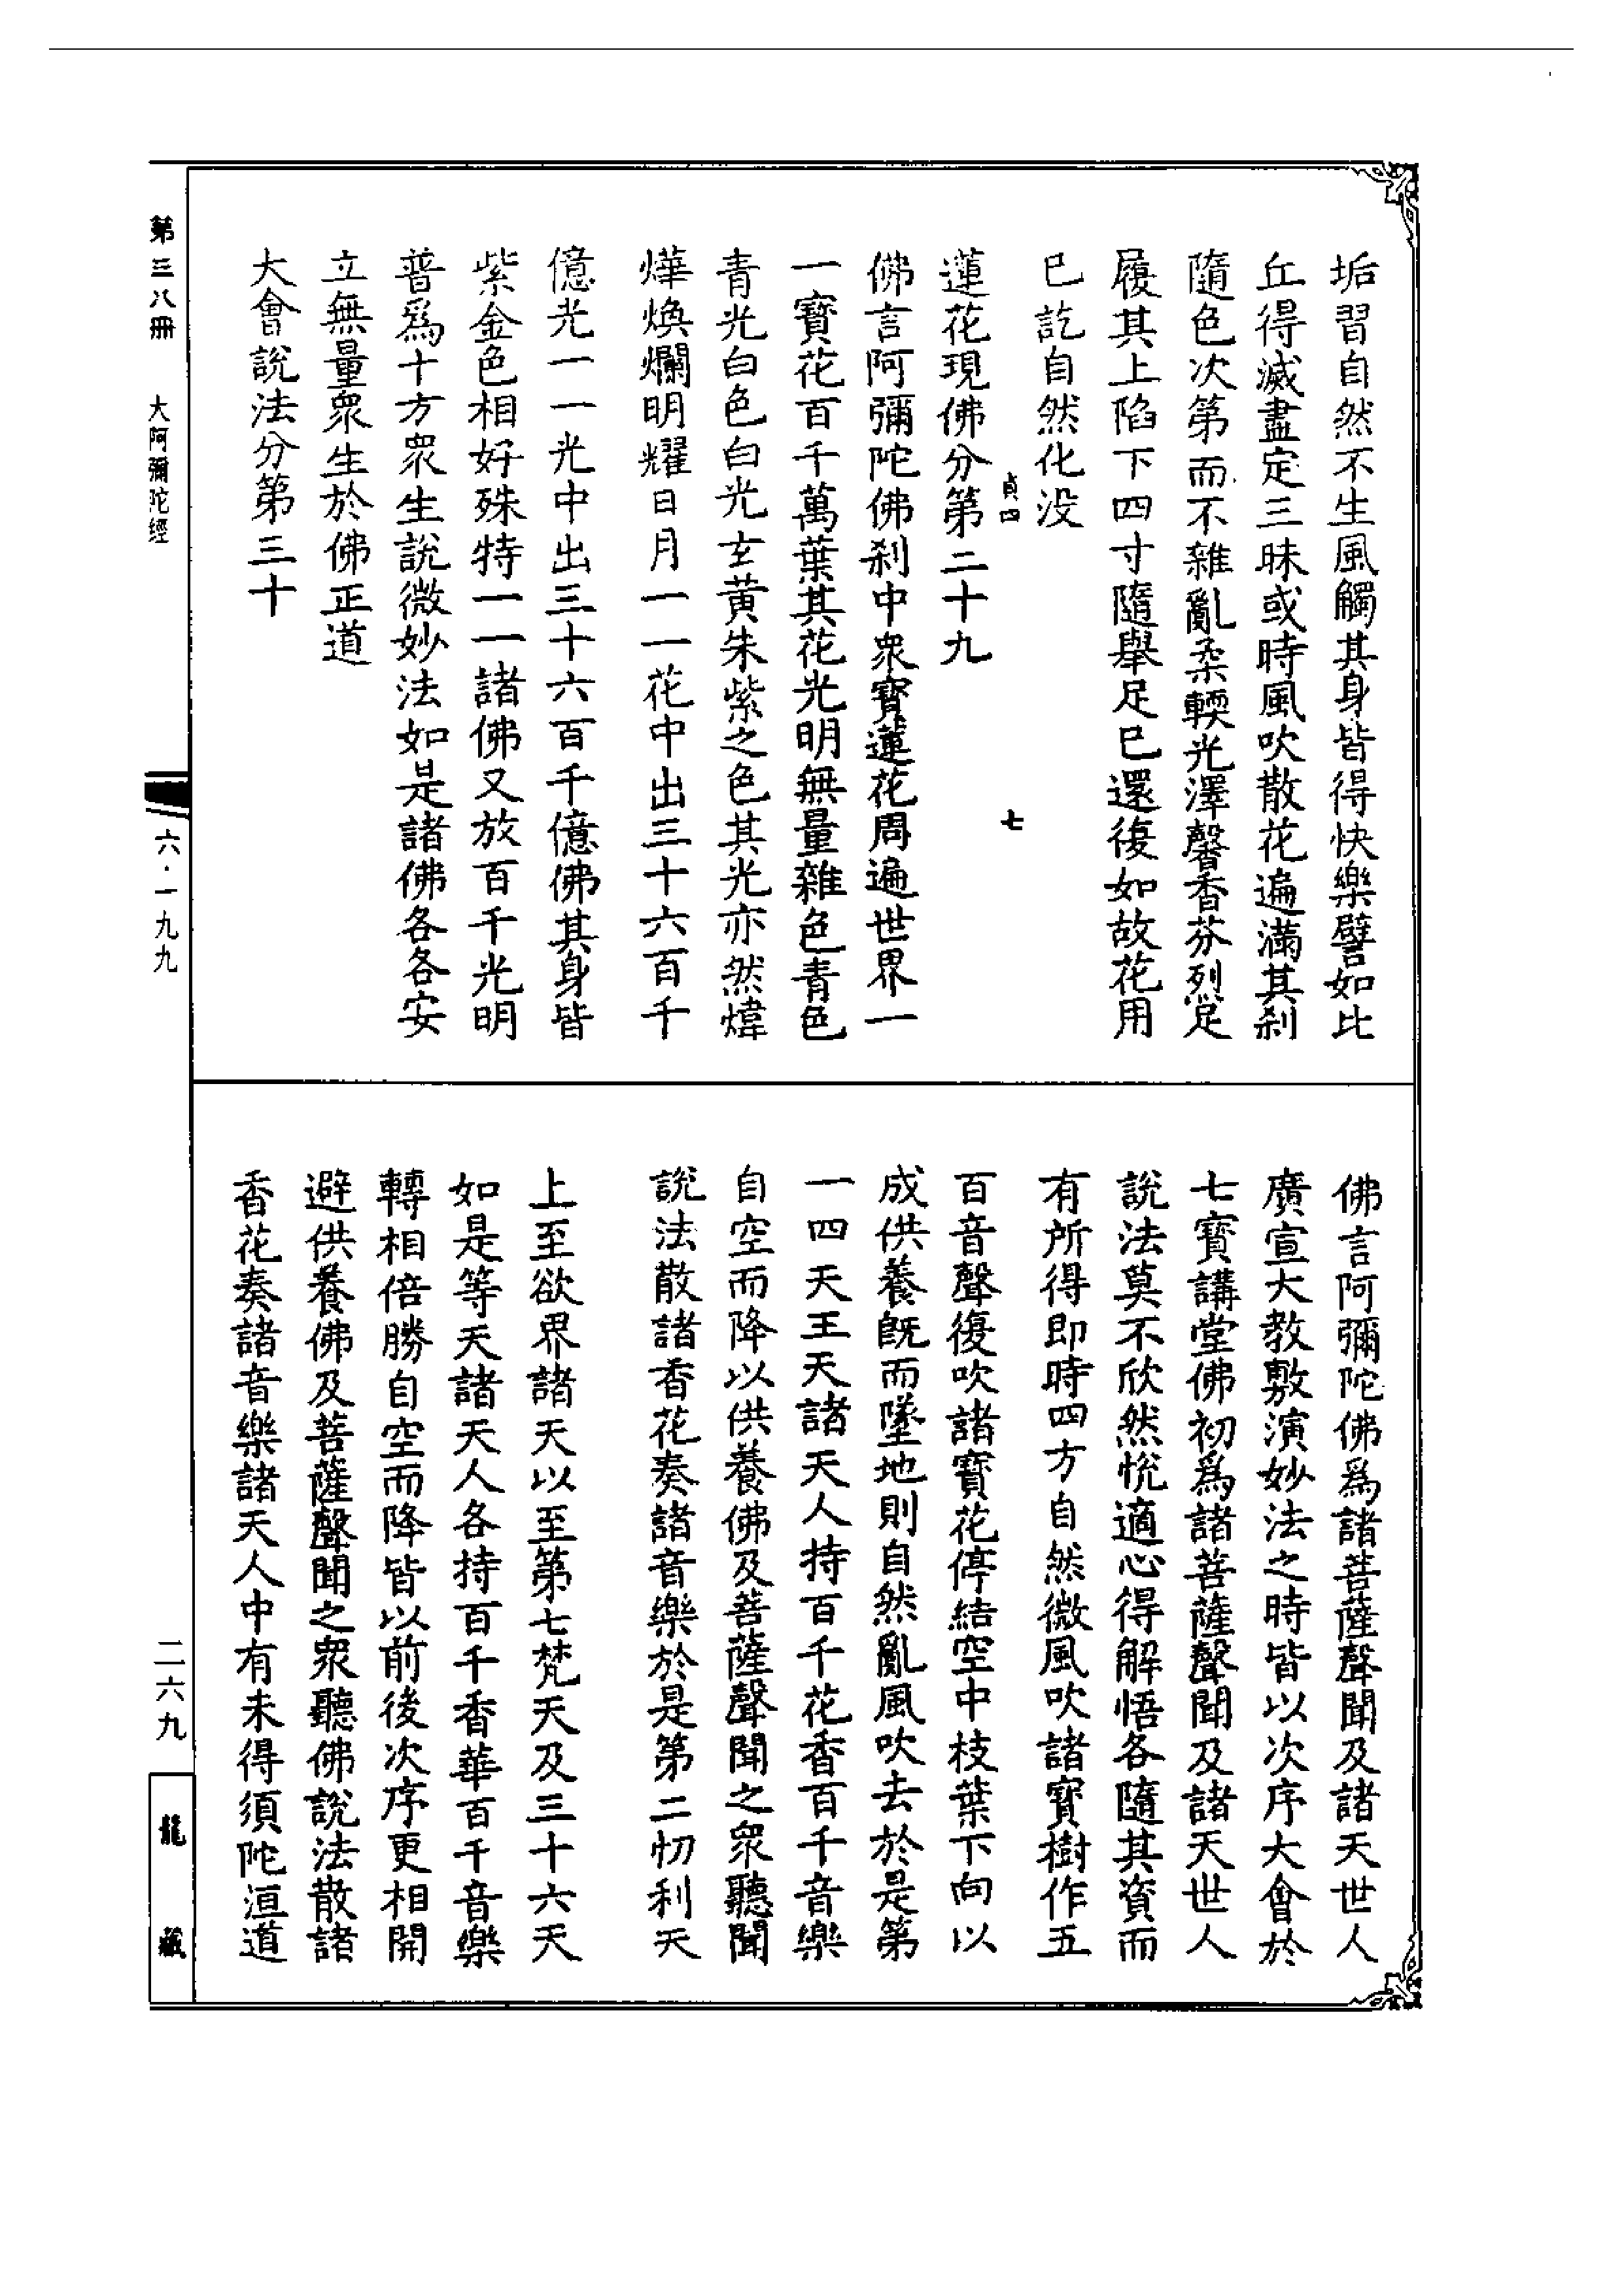 垢習自然不生風觸其身皆得快樂譬如比
丘得滅盡定三昧或時風吹散花遍滿其刹
隨色次第而不雜亂柔輭光澤馨香芬烈足
履其上陷下四寸隨舉足已還復如故花用
已訖自然化没
貞四
七
蓮花現佛分第二十九
佛言阿彌陀佛刹中衆寶蓮花周遍世界一
一寶花百千萬葉其花光明無量雜色青色
青光白色白光玄黄朱紫之色其光亦然煒
燁煥爛明耀日月一一花中出三十六百千
億光一一光中出三十六百千億佛其身皆
紫金色相好殊特一一諸佛又放百千光明
普爲十方衆生說微妙法如是諸佛各各安
立無量衆生於佛正道
大會說法分第三十
佛言阿彌陀佛爲諸菩薩聲聞及諸天世人
廣宣大教敷演妙法之時皆以次序大會於
七寶講堂佛初爲諸菩薩聲聞及諸天世人
說法莫不欣然悅適心得解悟各隨其資而
有所得即時四方自然微風吹諸寶樹作五
百音聲復吹諸寶花停結空中枝葉下向以
成供養旣而墜地則自然亂風吹去於是第
一四天王天諸天人持百千花香百千音樂
自空而降以供養佛及菩薩聲聞之衆聽聞
說法散諸香花奏諸音樂於是第二忉利天
上至欲界諸天以至第七梵天及三十六天
如是等天諸天人各持百千香華百千音樂
轉相倍勝自空而降皆以前後次序更相開
避供養佛及菩薩聲聞之衆聽佛說法散諸
香花奏諸音樂諸天人中有未得須陀洹道
第三八冊　大阿彌陀經
六·一九九
二六九
龍藏